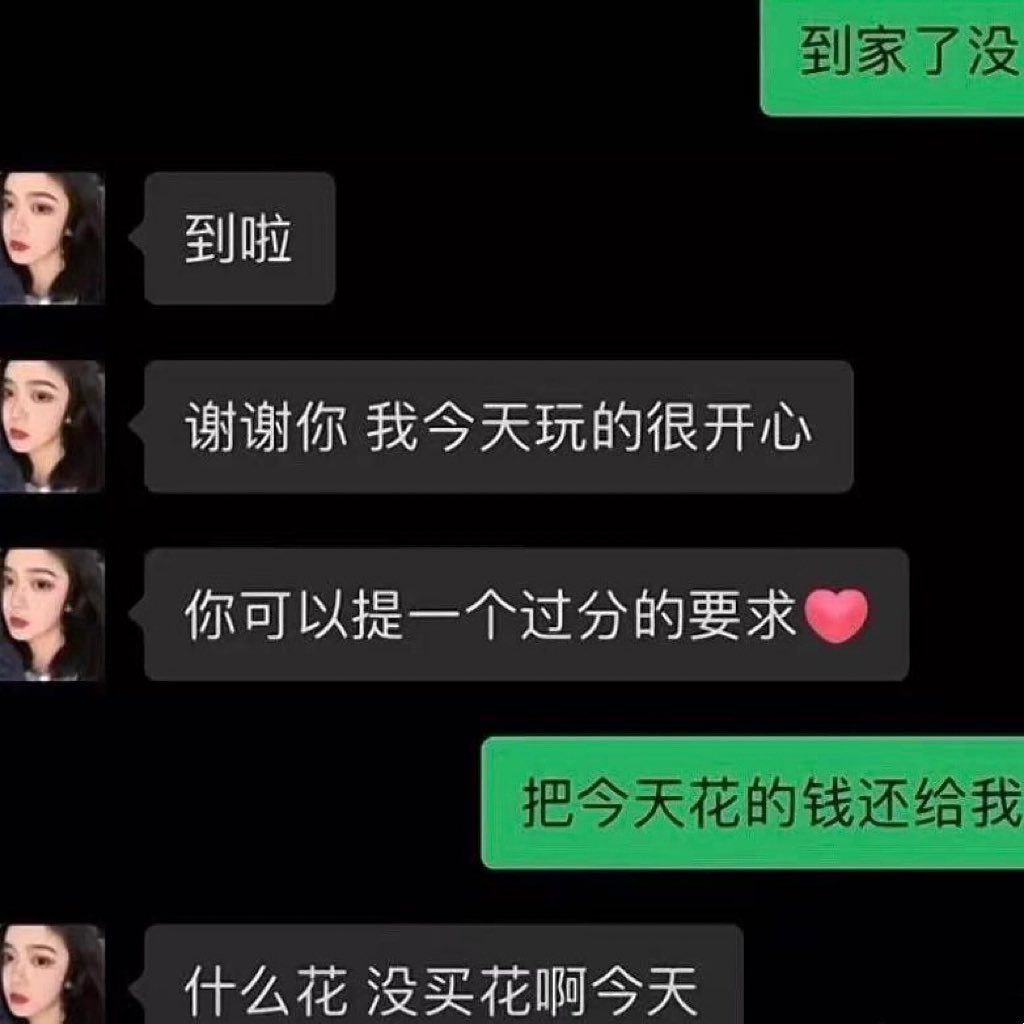 到家了没
到啦
谢谢你 我今天玩的很开心
你可以提一个过分的要求
把今天花的钱还给我
什么花 没买花啊今天